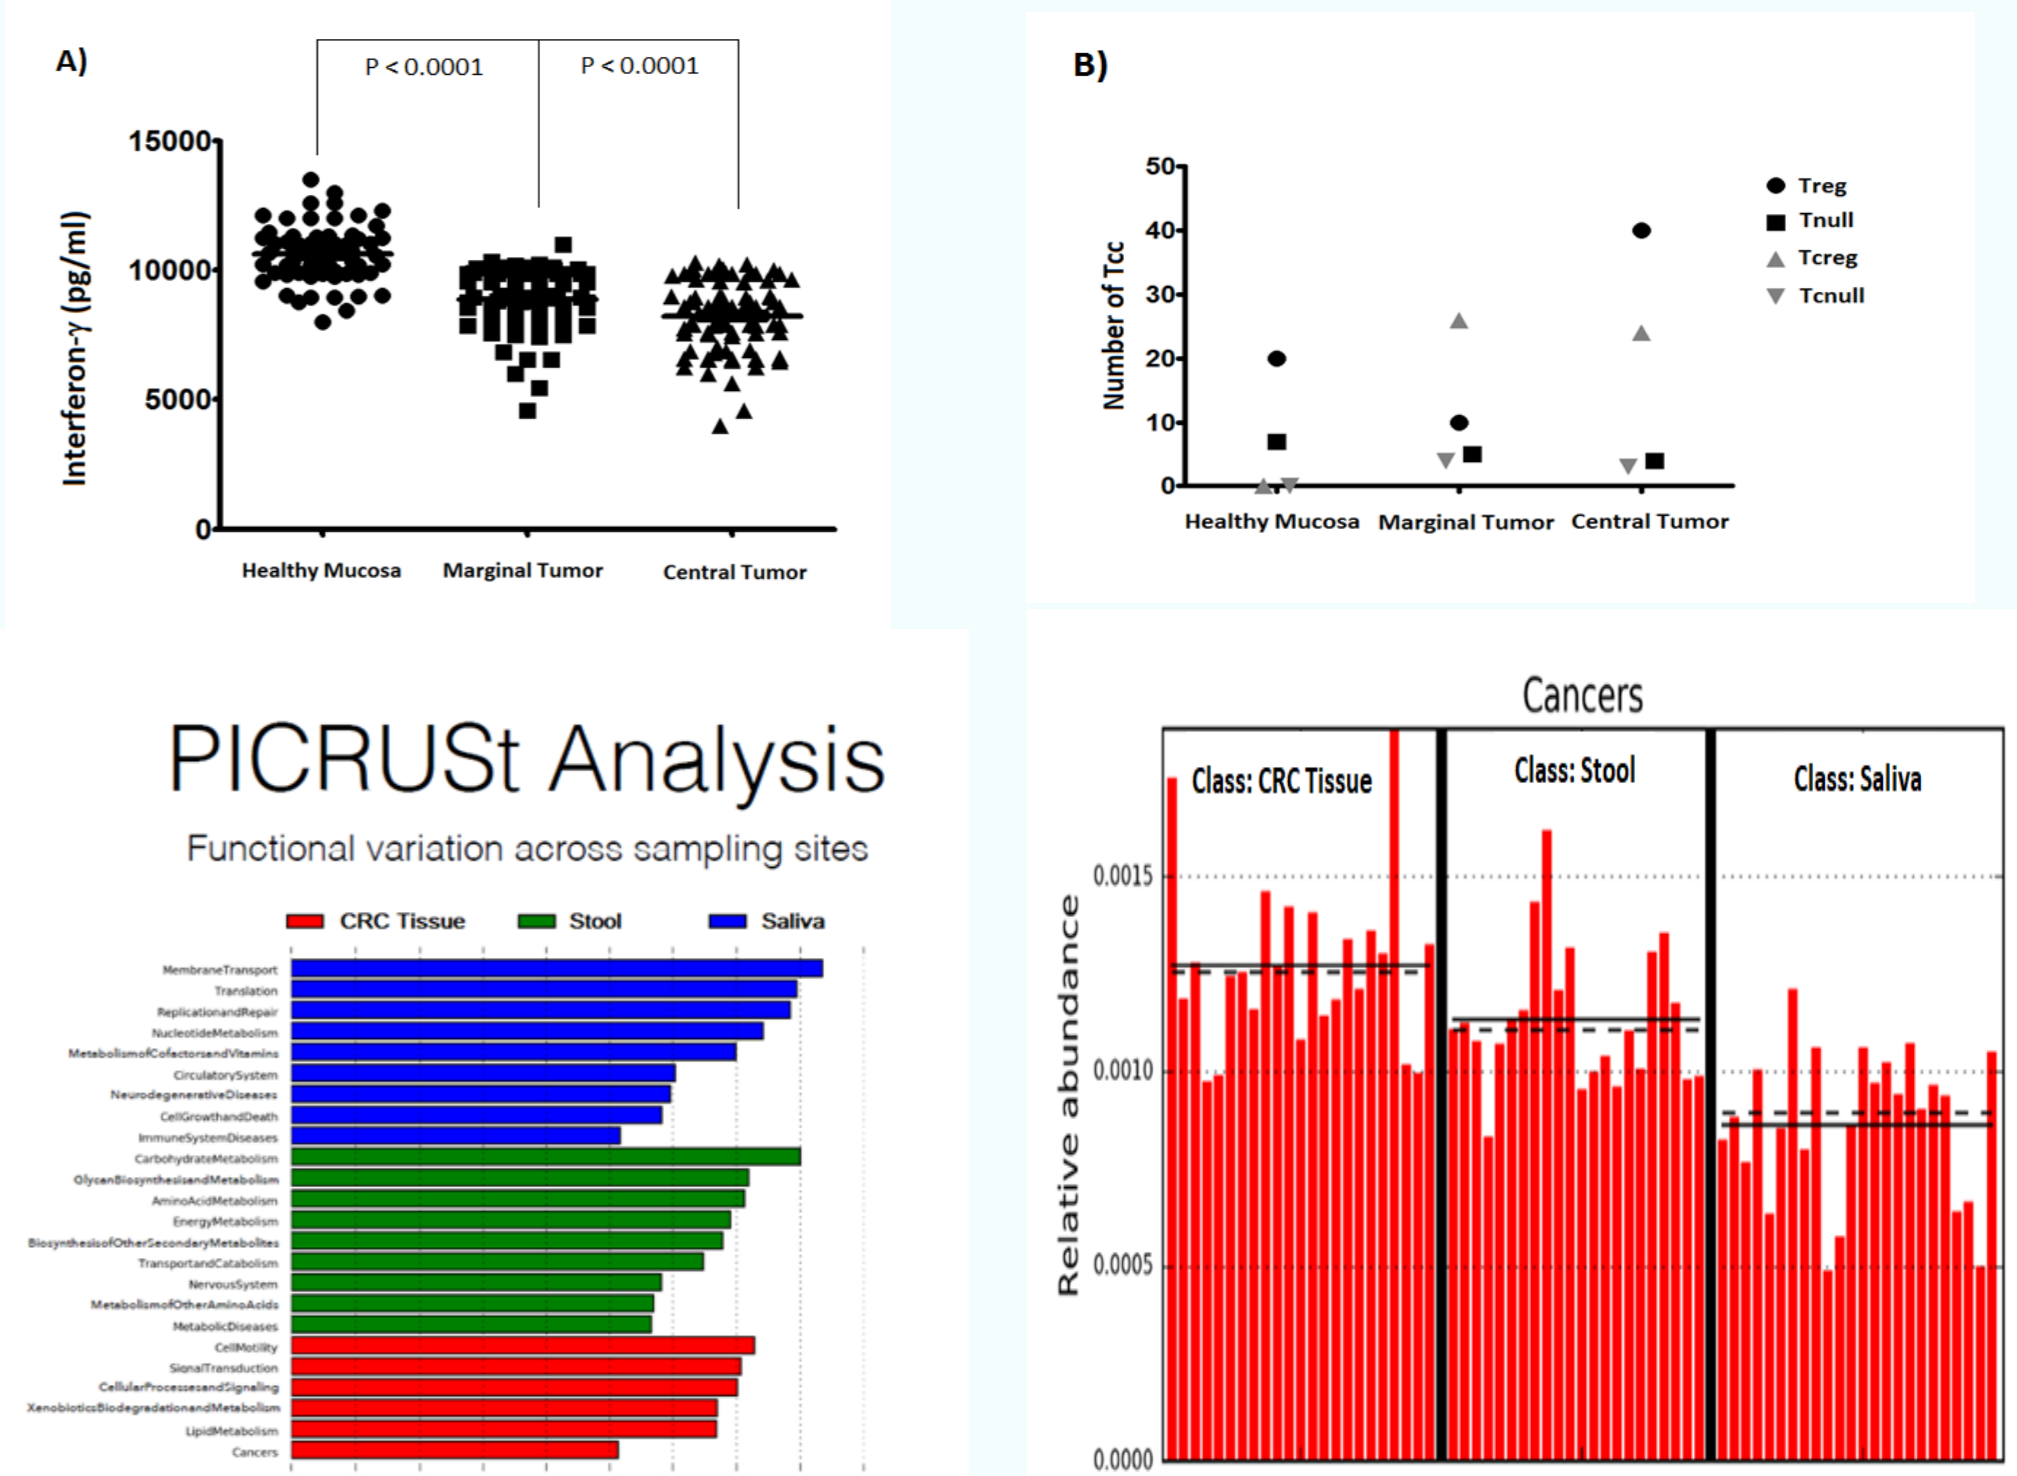 A)
P < 0.0001
P < 0.0001
15000
10000
5000
0
Interferon-γ (pg/ml)
Healthy Mucosa
Marginal Tumor
Central Tumor
B)
50
40
30
20
10
0
Number of Tcc
Healthy Mucosa
Marginal Tumor
Central Tumor
Treg
Tnull
Tcreg
Tcnull
PICRUSt Analysis
Functional variation across sampling sites
CRC Tissue
Stool
Saliva
MembraneTransport
Translation
ReplicationandRepair
NucleotideMetabolism
MetabolismofCofactorsandVitamins
CirculatorySystem
NeurodegenerativeDiseases
CellGrowthandDeath
ImmuneSystemDiseases
CarbohydrateMetabolism
GlycanBiosynthesisandMetabolism
AminoAcidMetabolism
EnergyMetabolism
BiosynthesisofOtherSecondaryMetabolites
TransportandCatabolism
NervousSystem
MetabolismofOtherAminoAcids
MetabolicDiseases
CellMotility
SignalTransduction
CellularProcessesandSignaling
XenobioticsBiodegradationandMetabolism
LipidMetabolism
Cancers
Cancers
Class: CRC Tissue
Class: Stool
Class: Saliva
0.0015
0.0010
0.0005
0.0000
Relative abundance